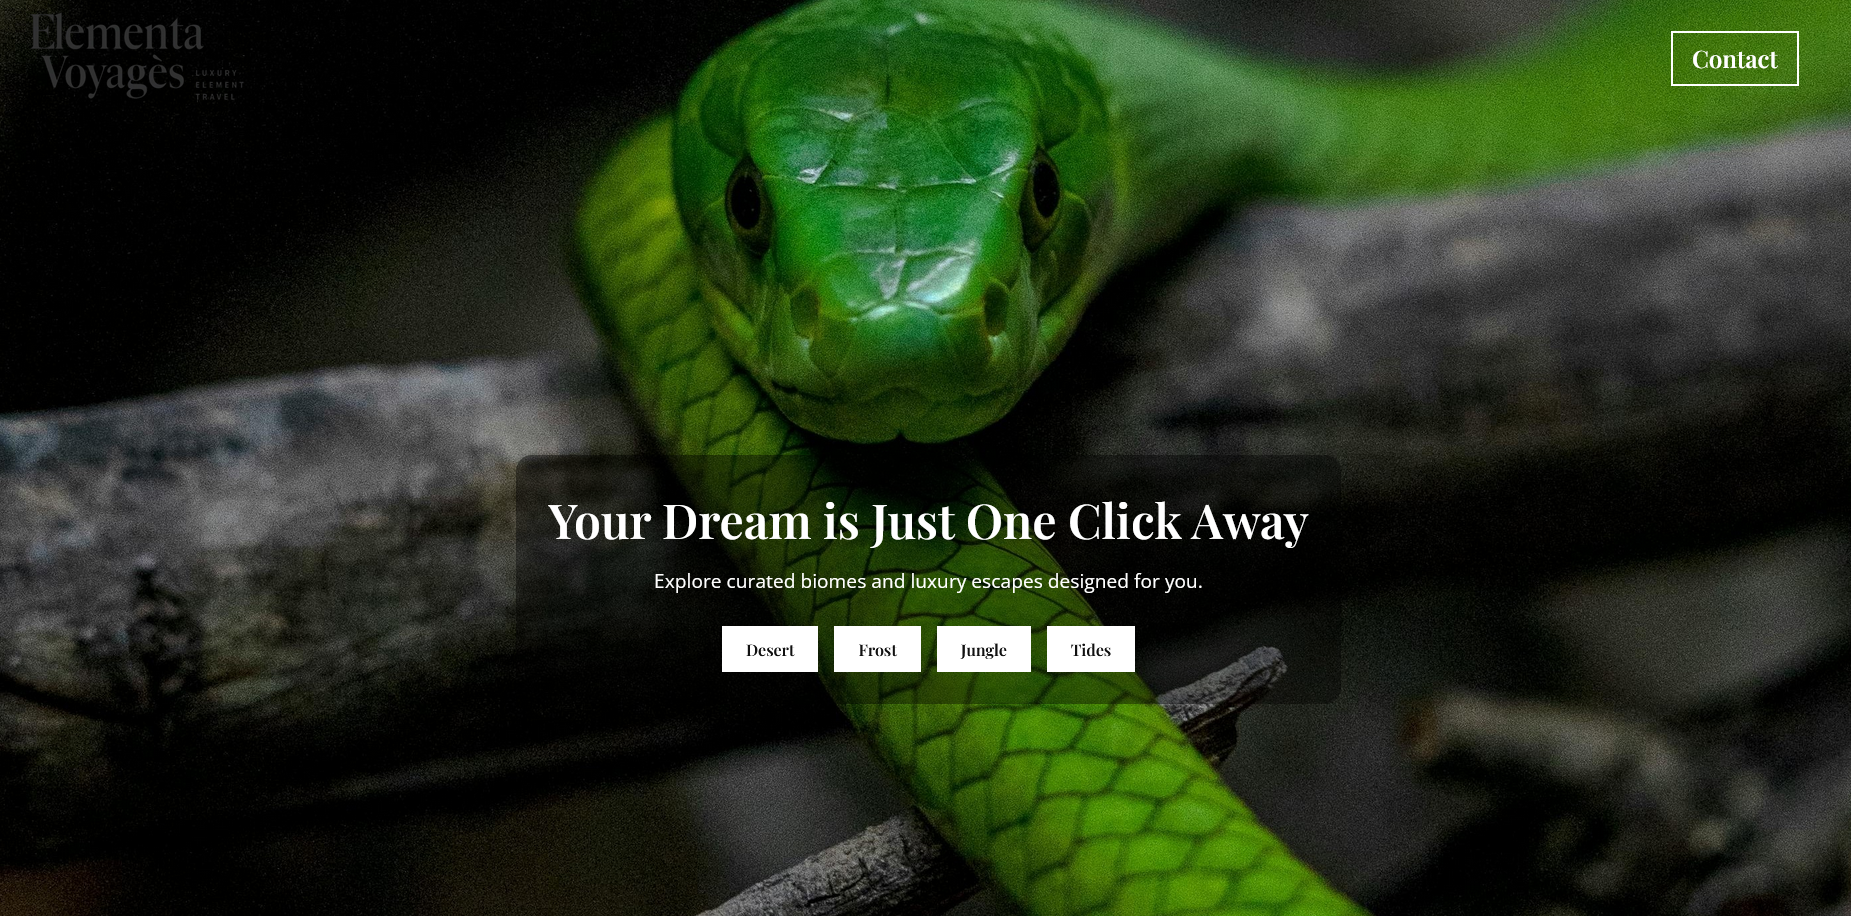 Elementa
Voyagès
LUXURY
ELEMENT
TRAVEL
Contact
Your Dream is Just One Click Away
Explore curated biomes and luxury escapes designed for you.
Desert
Frost
Jungle
Tides